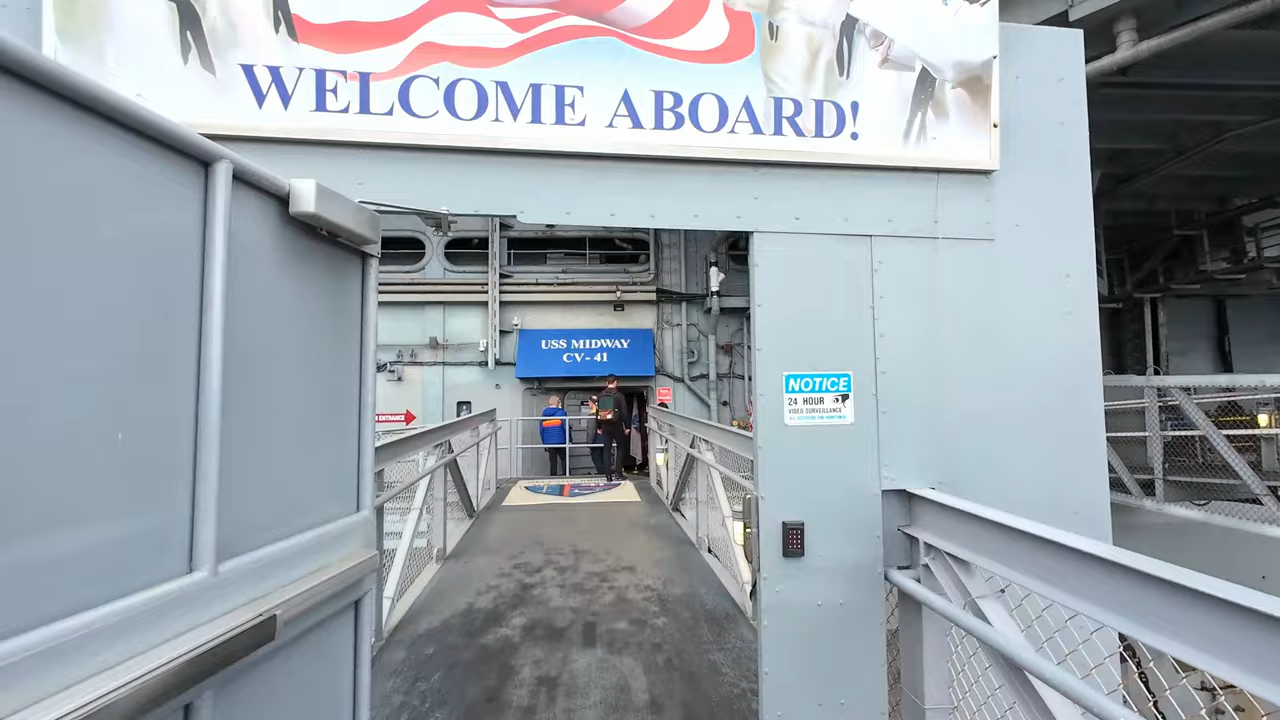 WELCOME ABOARD!
USS MIDWAY
CV-41
ENTRANCE
NOTICE
24 HOUR
VIDEO SURVEILLANCE